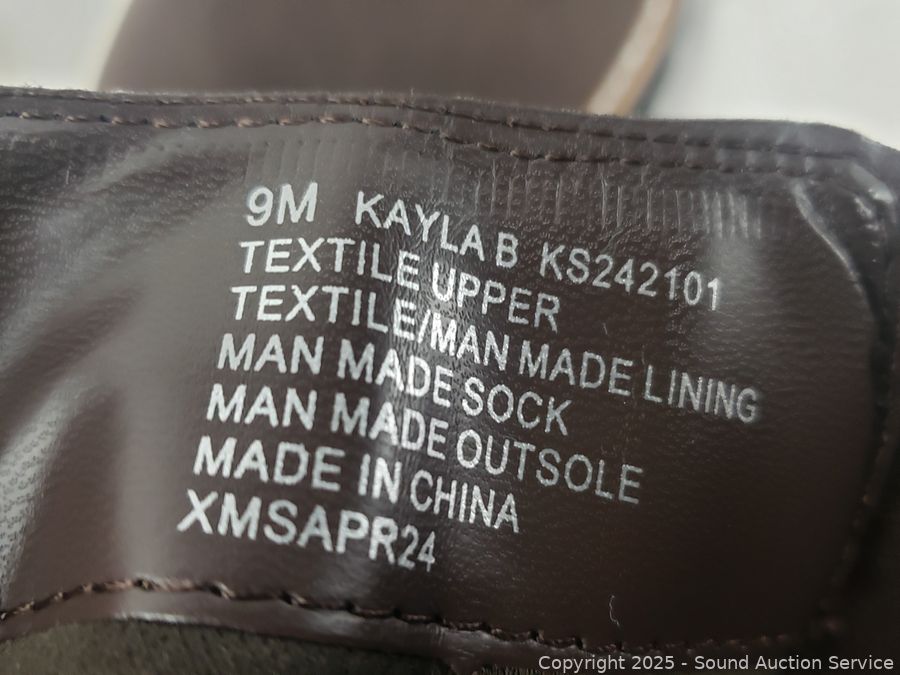 9M KAYLA B KS242101
TEXTILE UPPER
TEXTILE/MAN MADE LINING
MAN MADE SOCK
MAN MADE OUTSOLE
MADE IN CHINA
XMSAPR24
Copyright 2025 - Sound Auction Service